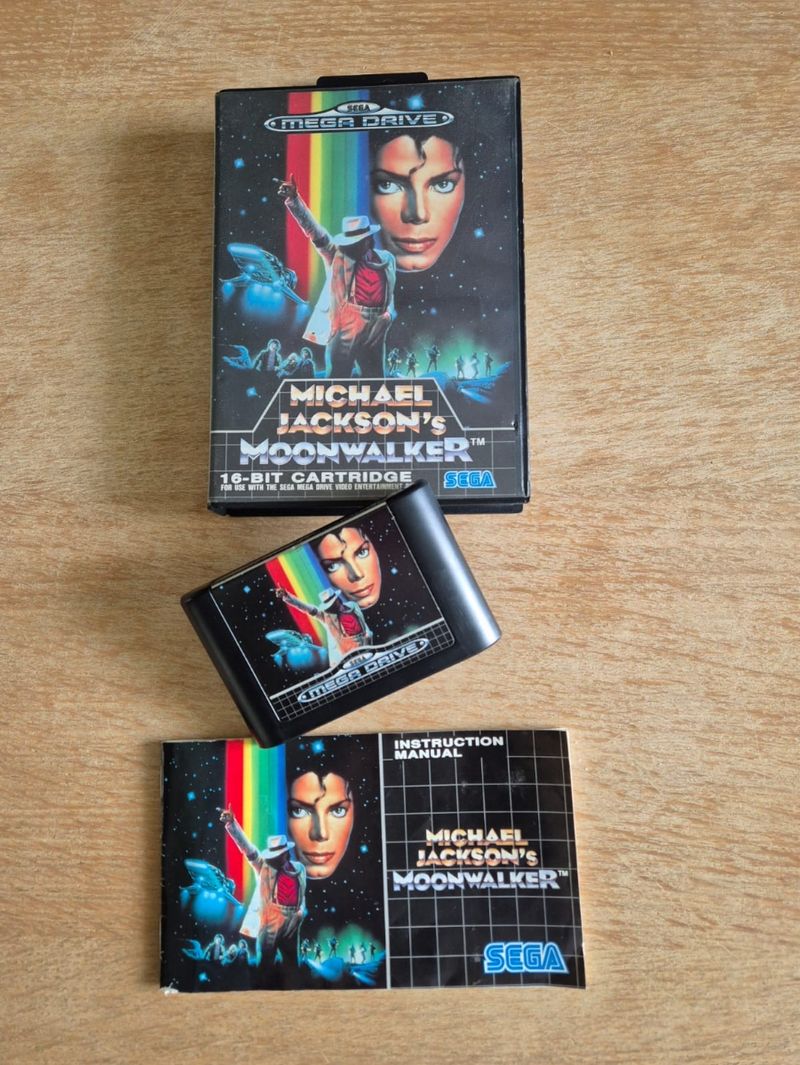 SEGA
MEGA DRIVE
MICHAEL
JACKSON's
MOONWALKER™
16-BIT CARTRIDGE
SEGA
FOR USE WITH THE SEGA MEGA DRIVE VIDEO ENTERTAINMENT
SEGA
MEGA DRIVE
INSTRUCTION
MANUAL
MICHAEL
JACKSON's
MOONWALKER™
SEGA